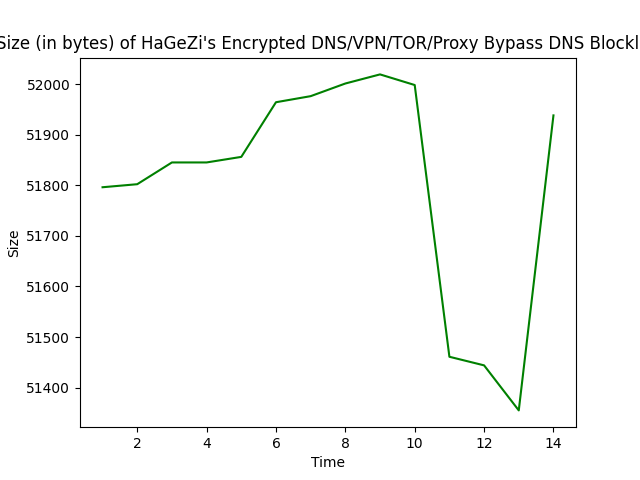 Size (in bytes) of HaGeZi's Encrypted DNS/VPN/TOR/Proxy Bypass DNS Blockl
52000
51900
51800
51700
51600
51500
51400
Size
2 4 6 8 10 12 14
Time